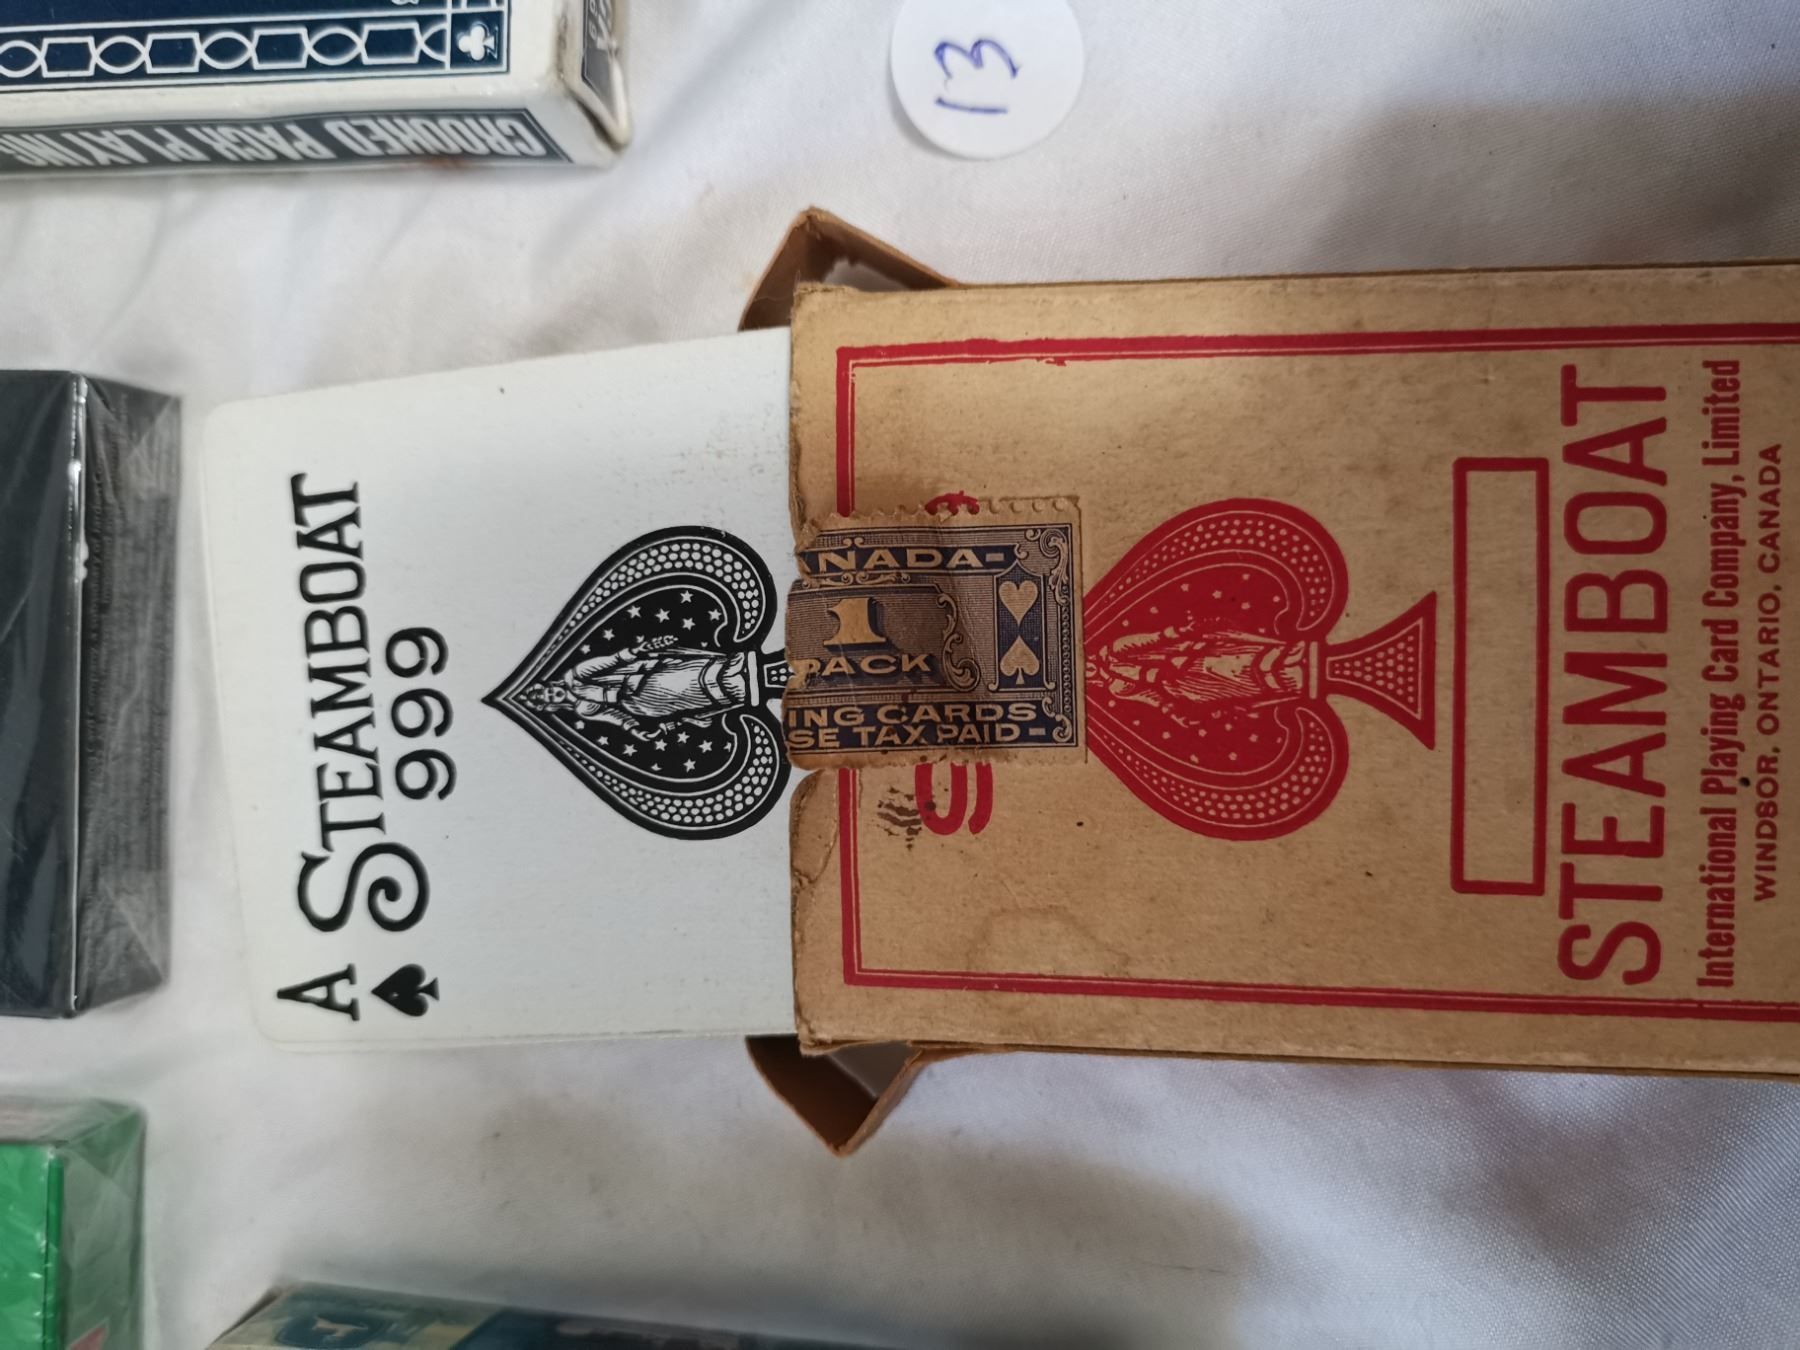 13
CROOKED PACK PLAYING
A
STEAMBOAT
999
ANADA-
1
PACK
ING CARDS
SE TAX PAID-
STEAMBOAT
International Playing Card Company, Limited
WINDSOR, ONTARIO, CANADA